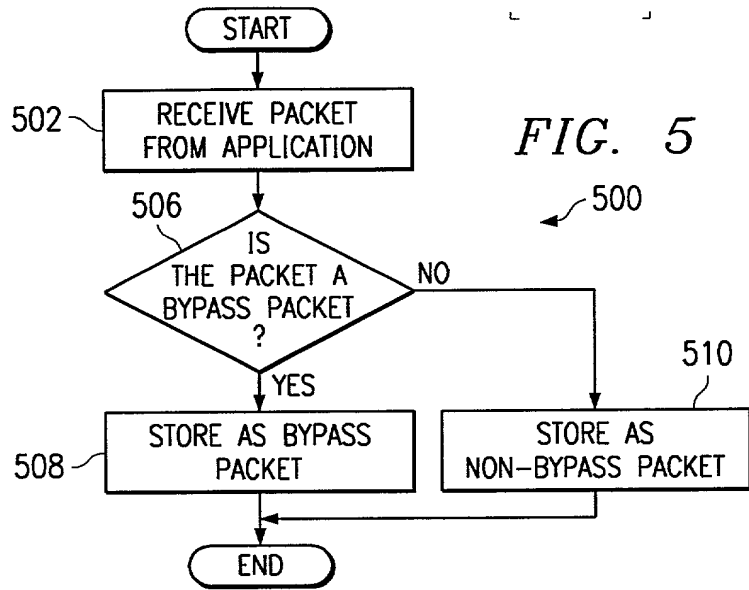 START
502
RECEIVE PACKET
FROM APPLICATION
FIG. 5
500
506
IS
THE PACKET A
BYPASS PACKET
?
NO
YES
510
508
STORE AS BYPASS
PACKET
STORE AS
NON-BYPASS PACKET
END